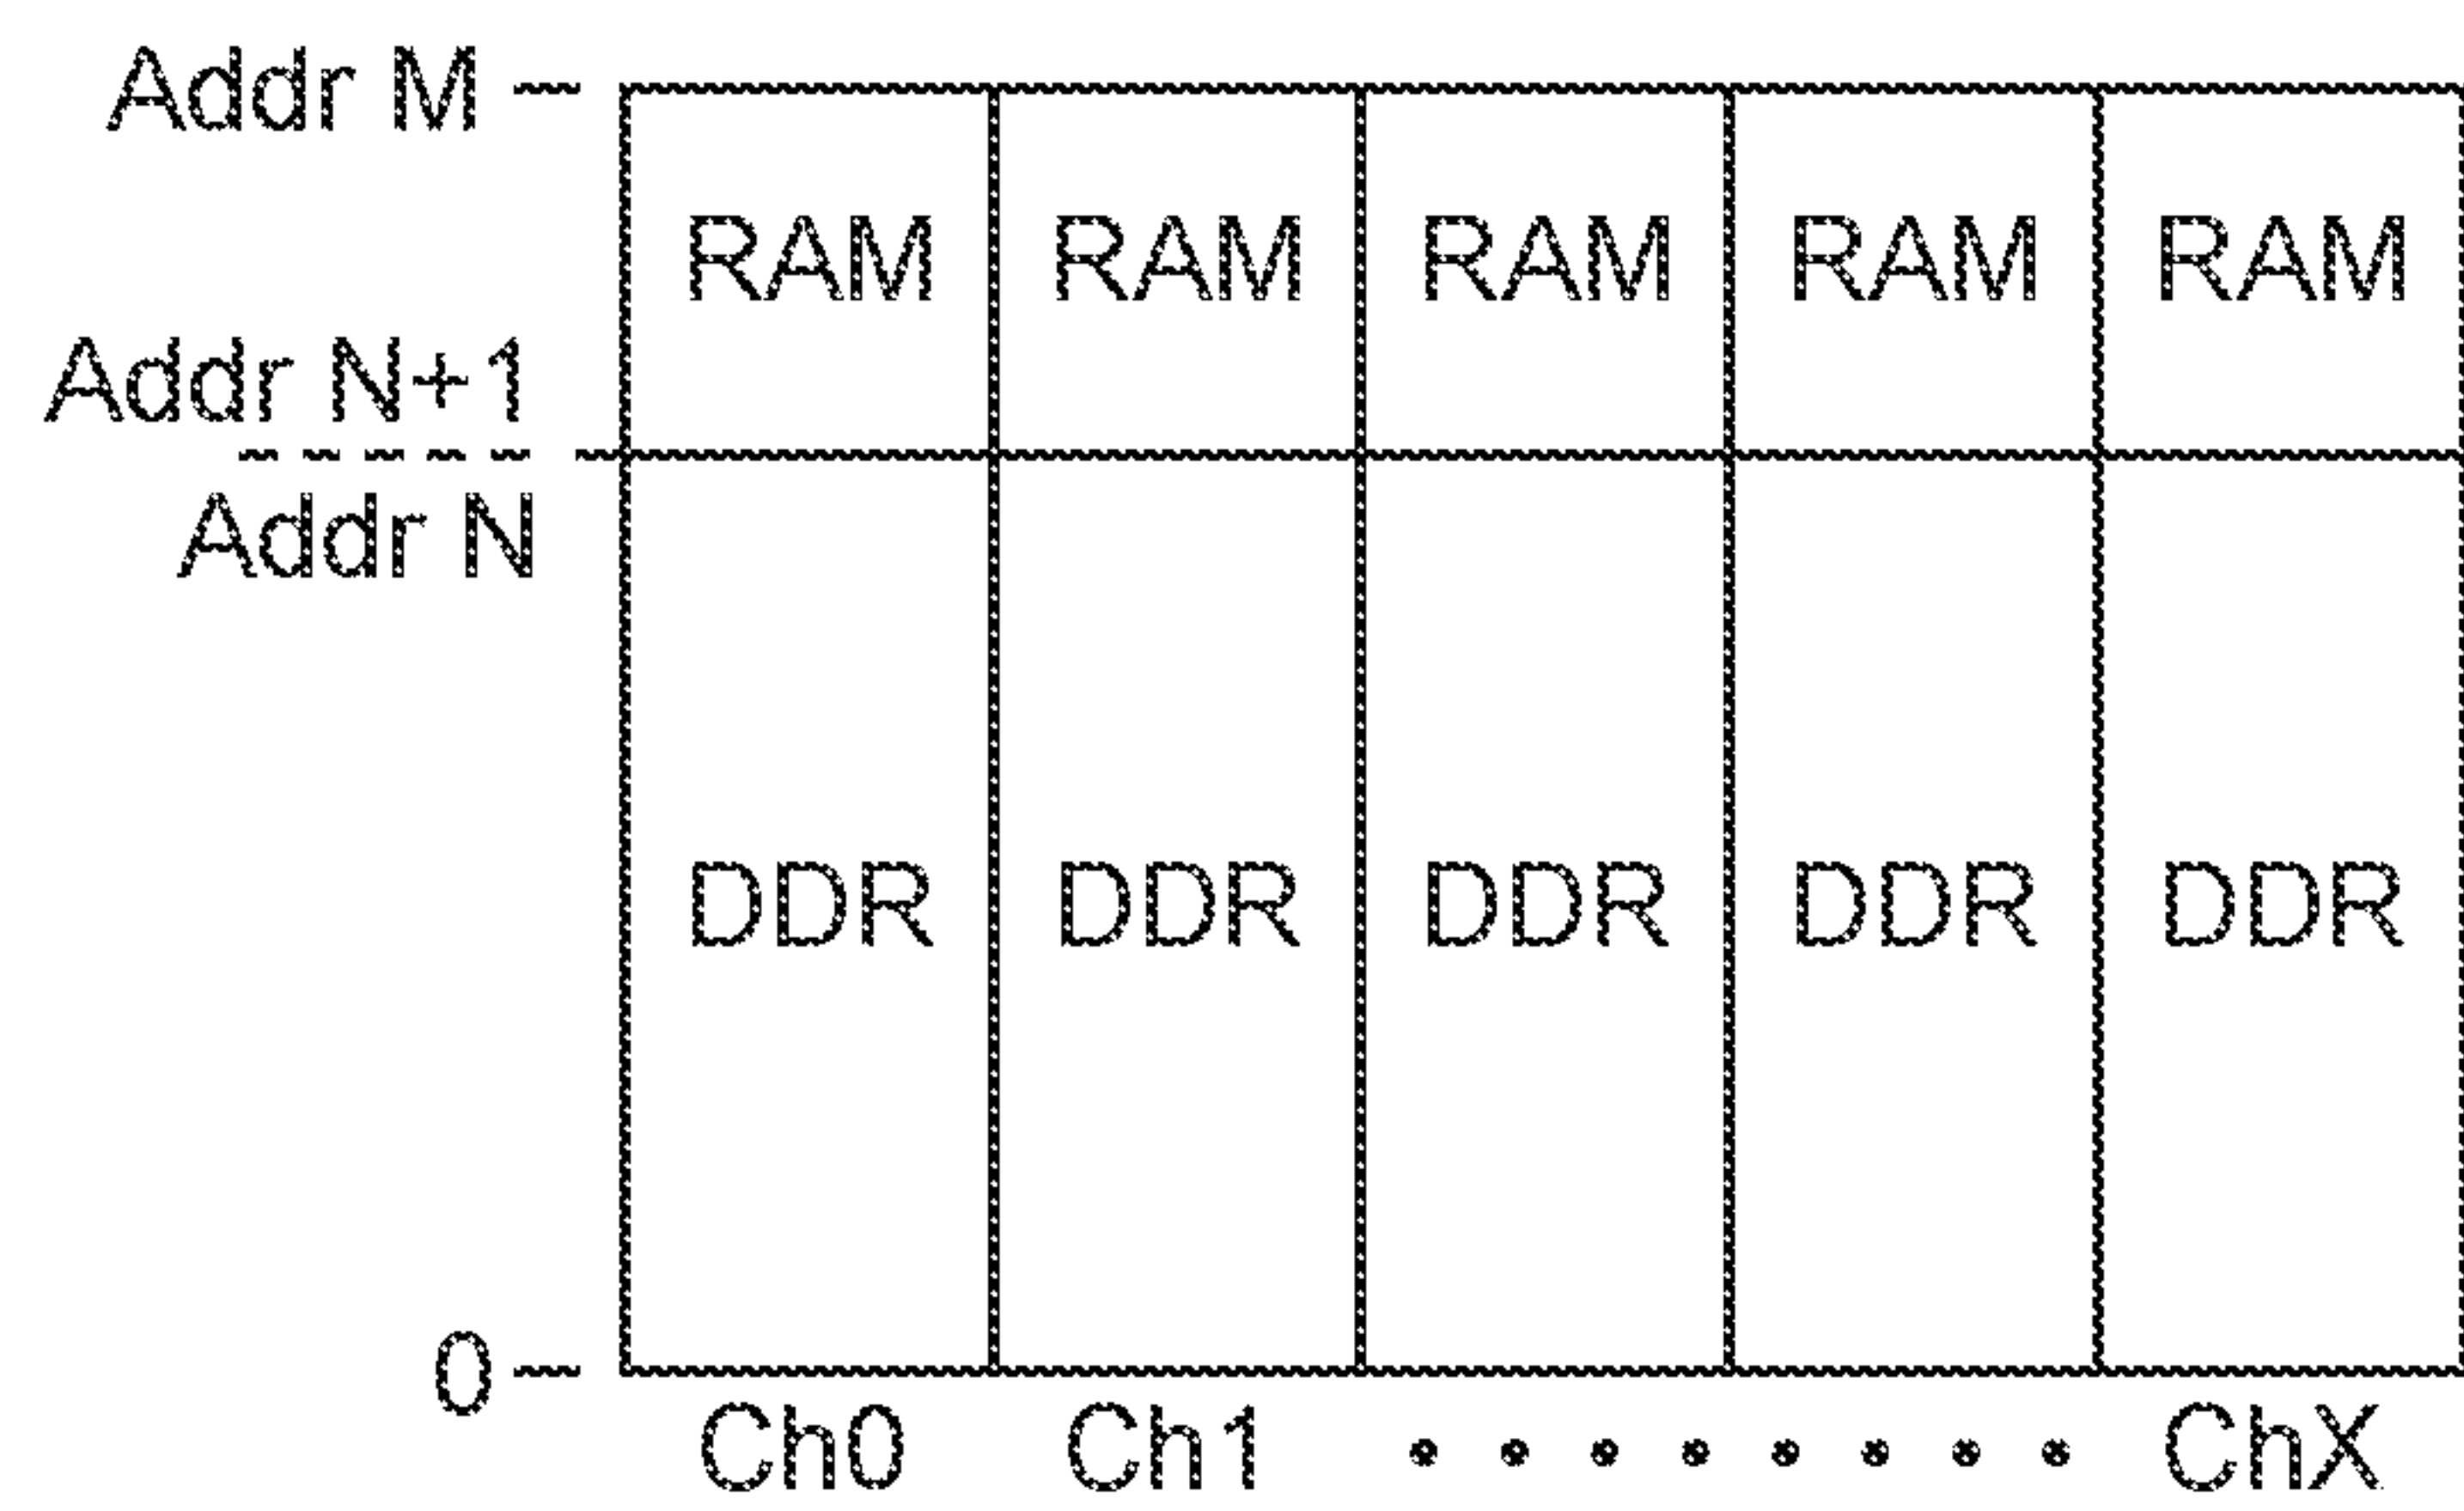 Addr M
RAM RAM RAM RAM RAM
Addr N+1
Addr N
DDR DDR DDR DDR DDR
0
Ch0 Ch1 • • • • • • • • ChX